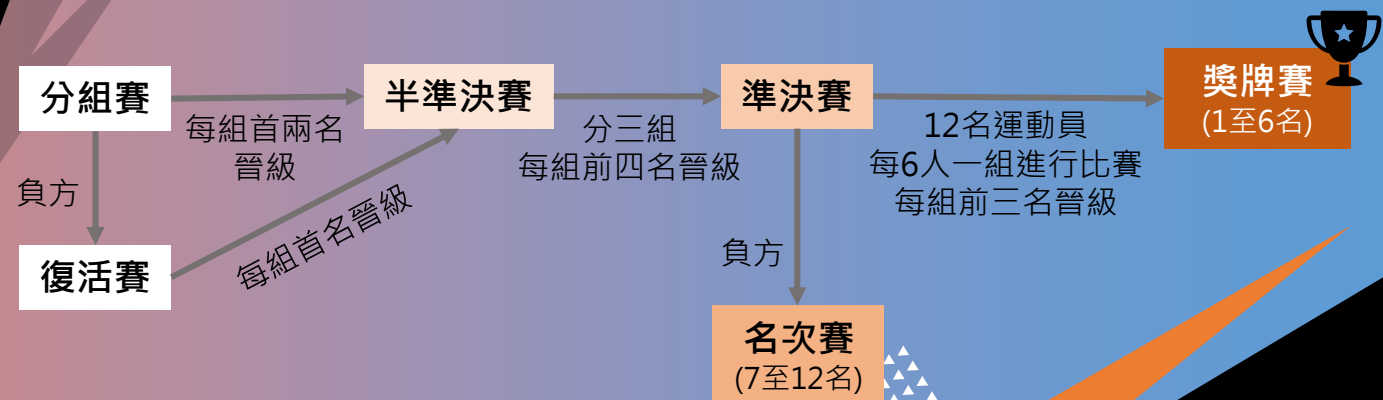 分組賽
每組首兩名
晉級
半準決賽
分三組
每組前四名晉級
準決賽
12名運動員
每6人一組進行比賽
每組前三名晉級
獎牌賽
(1至6名)
負方
復活賽
每組首名晉級
負方
名次賽
(7至12名)